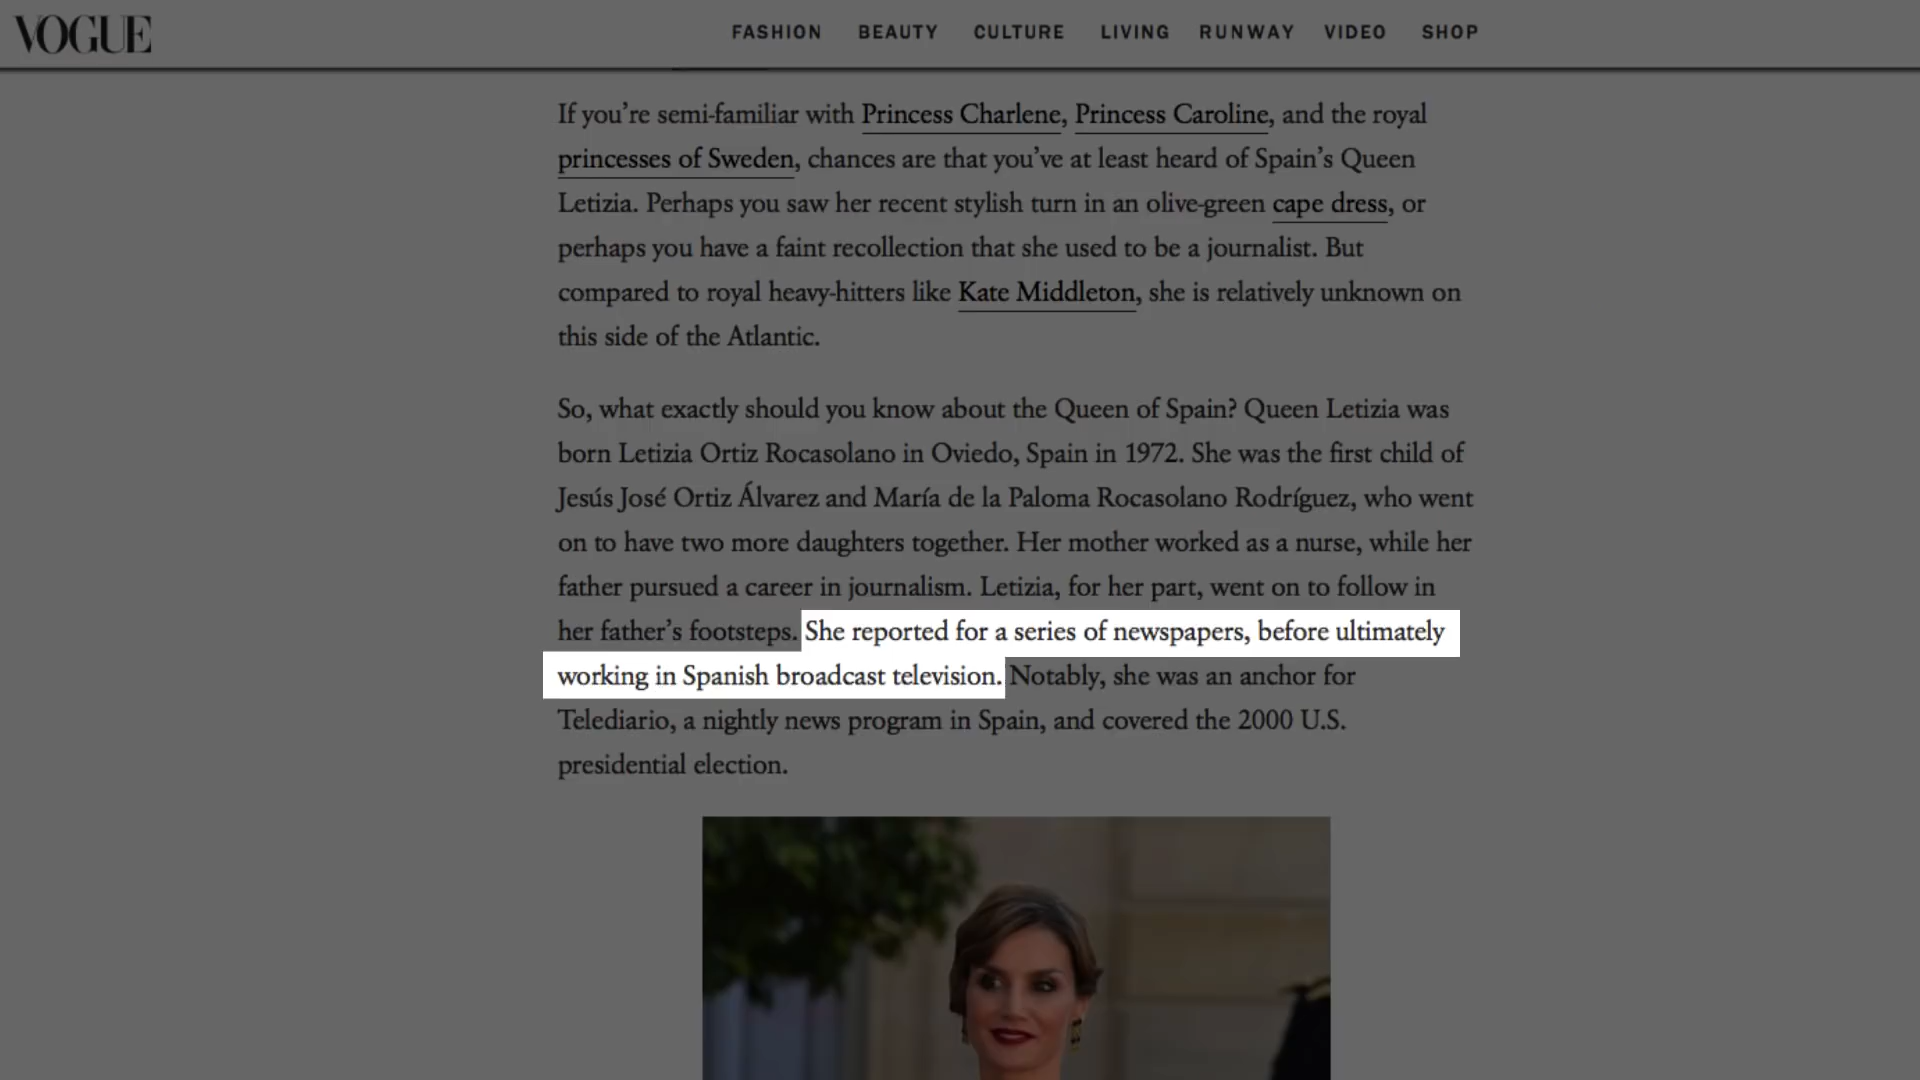 VOGUE
FASHION BEAUTY CULTURE LIVING RUNWAY VIDEO SHOP
If you’re semi-familiar with Princess Charlene, Princess Caroline, and the royal
princesses of Sweden, chances are that you’ve at least heard of Spain’s Queen
Letizia. Perhaps you saw her recent stylish turn in an olive-green cape dress, or
perhaps you have a faint recollection that she used to be a journalist. But
compared to royal heavy-hitters like Kate Middleton, she is relatively unknown on
this side of the Atlantic.
So, what exactly should you know about the Queen of Spain? Queen Letizia was
born Letizia Ortiz Rocasolano in Oviedo, Spain in 1972. She was the first child of
Jesús José Ortiz Álvarez and María de la Paloma Rocasolano Rodríguez, who went
on to have two more daughters together. Her mother worked as a nurse, while her
father pursued a career in journalism. Letizia, for her part, went on to follow in
her father’s footsteps. She reported for a series of newspapers, before ultimately
working in Spanish broadcast television. Notably, she was an anchor for
Telediario, a nightly news program in Spain, and covered the 2000 U.S.
presidential election.